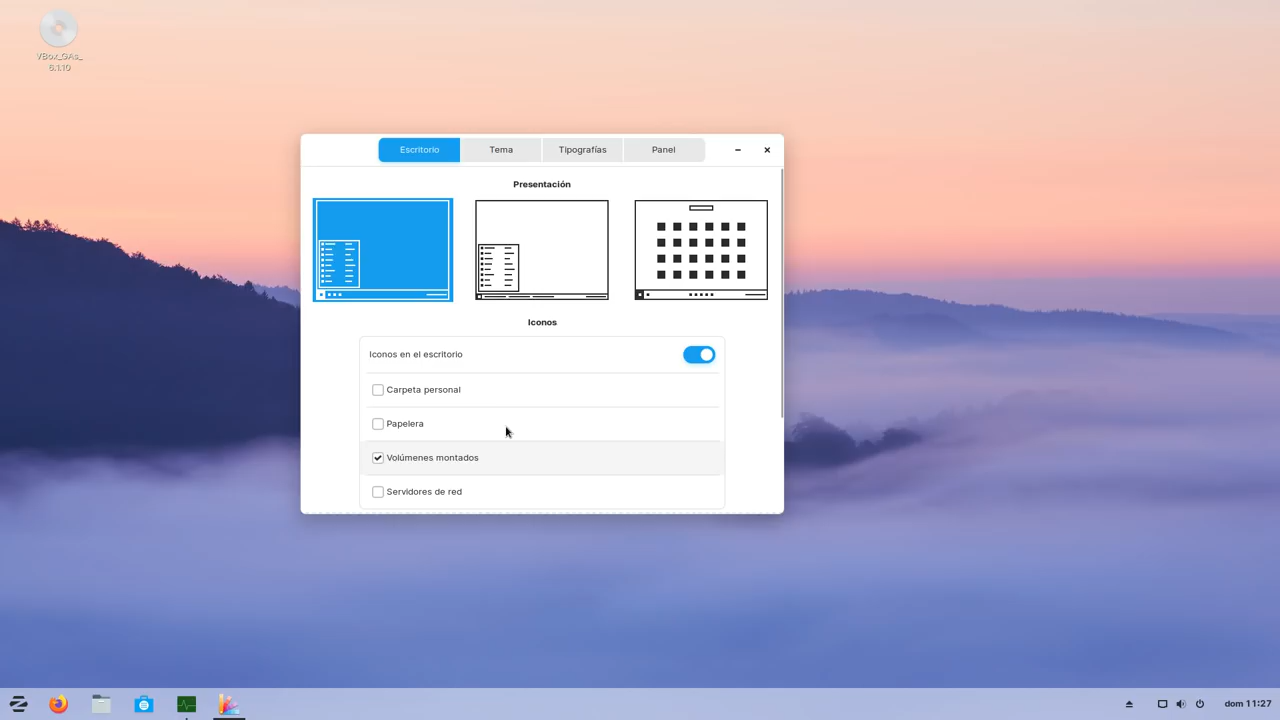 VBox_GAs_
6.1.10
Escritorio
Tema
Tipografías
Panel
Presentación
Iconos
Iconos en el escritorio
Carpeta personal
Papelera
Volúmenes montados
Servidores de red
dom 11:27